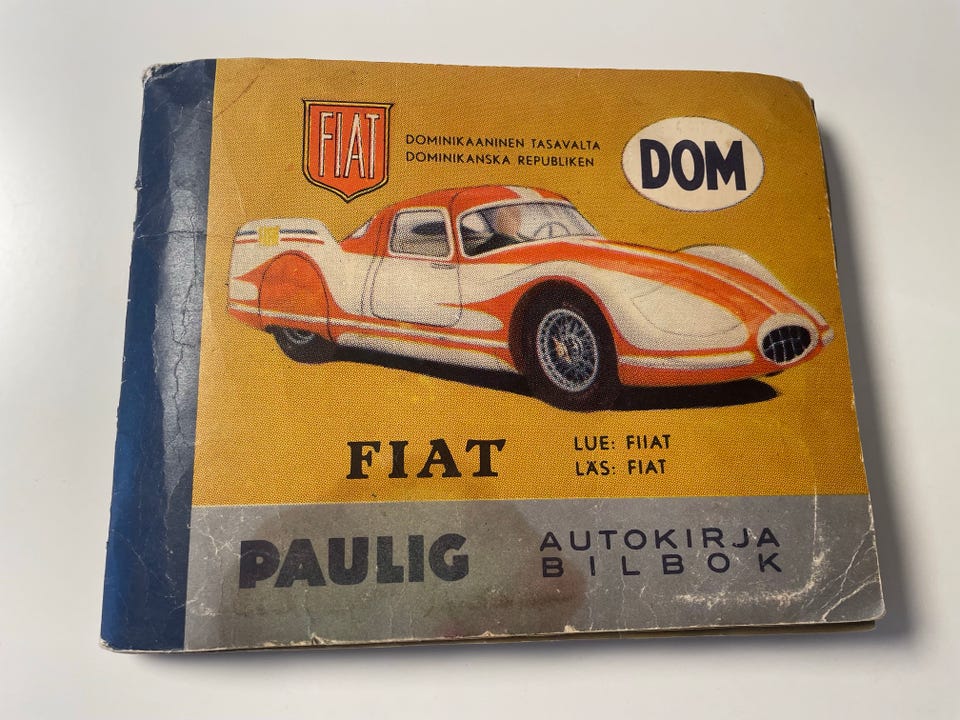 FIAT
DOMINIKAANINEN TASAVALTA
DOMINIKANSKA REPUBLIKEN
DOM
FIAT
LUE: FIIAT
LÄS: FIAT
PAULIG
AUTOKIRJA
BILBOK